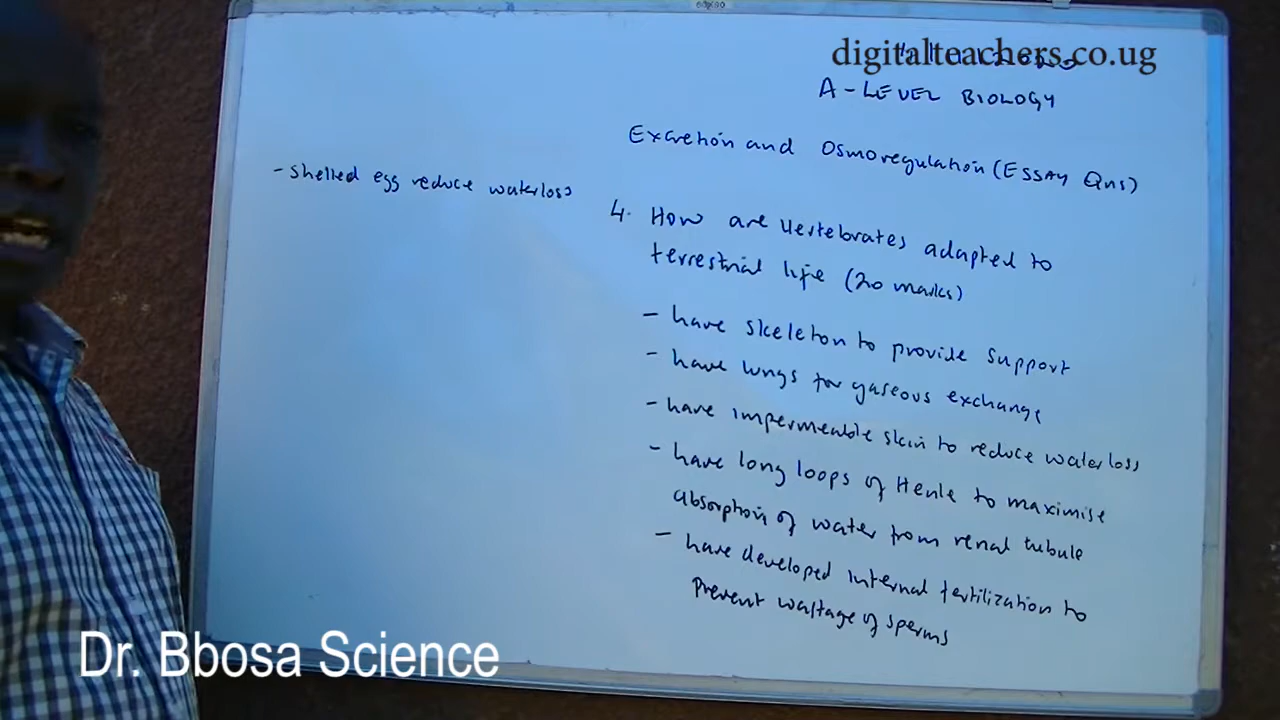 digitalteachers.co.ug
A-LEVEL BIOLOGY
Excretion and Osmoregulation (ESSAY Qns)
4. How are vertebrates adapted to
terrestrial life (20 marks)
- have skeleton to provide support
- have lungs for gaseous exchange
- have impermeable skin to reduce waterloss
- have long loops of Henle to maximise
absorption of water from renal tubule
- have developed internal fertilization to
prevent wastage of sperms
- shelled egg reduce waterloss
Dr. Bbosa Science